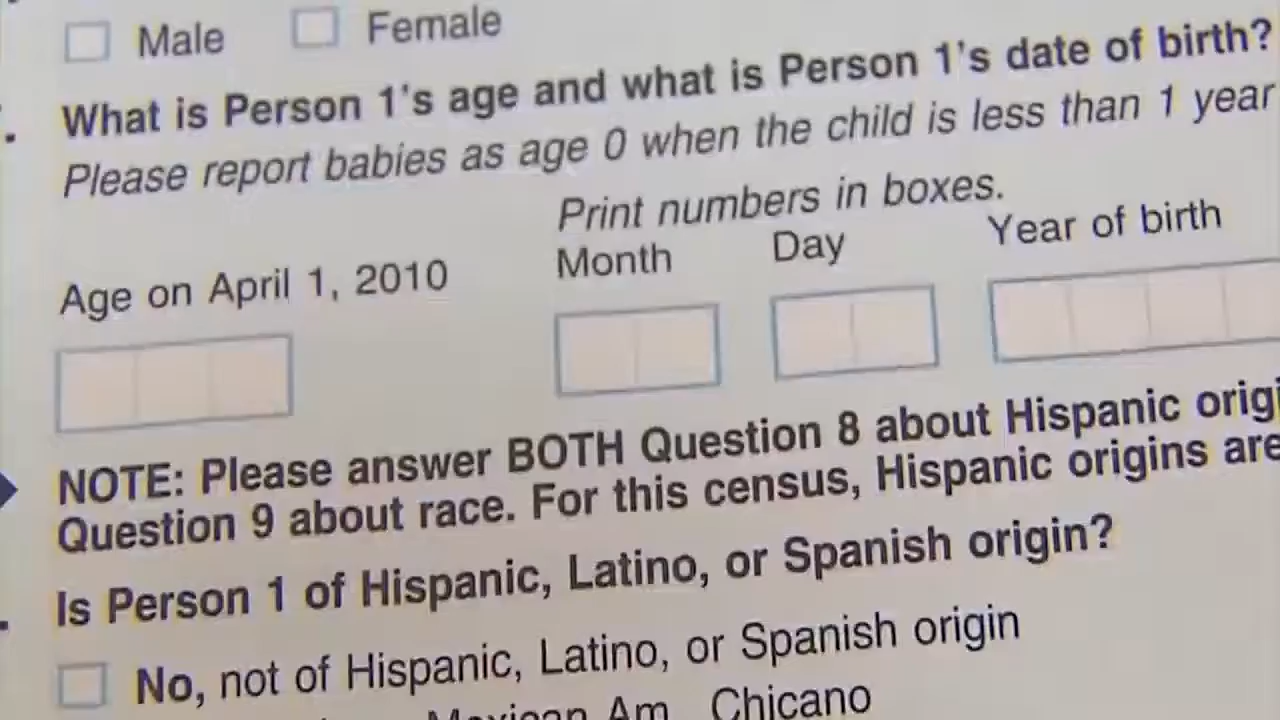 Male Female
. What is Person 1's age and what is Person 1's date of birth?
Please report babies as age 0 when the child is less than 1 year
Print numbers in boxes.
Age on April 1, 2010 Month Day Year of birth
NOTE: Please answer BOTH Question 8 about Hispanic origi
Question 9 about race. For this census, Hispanic origins are
. Is Person 1 of Hispanic, Latino, or Spanish origin?
No, not of Hispanic, Latino, or Spanish origin
Mexican Am., Chicano